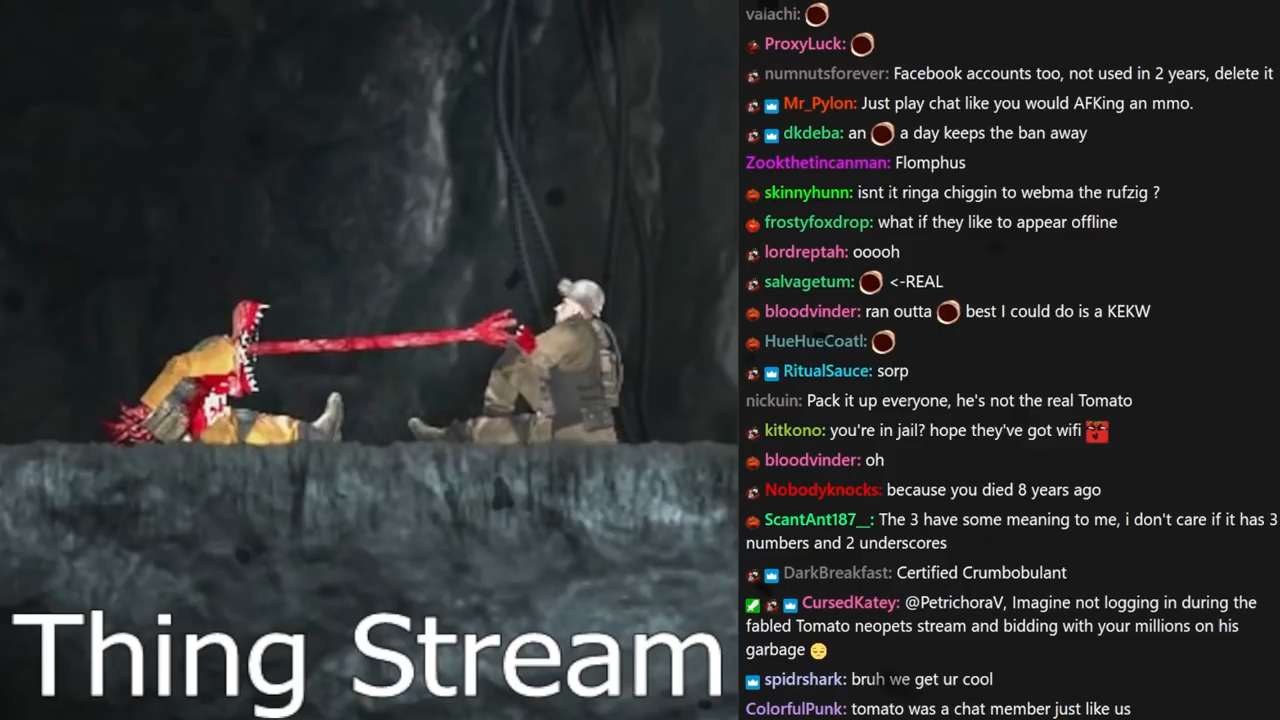 valachi:
ProxyLuck:
numnutsforever: Facebook accounts too, not used in 2 years, delete it
Mr_Pylon: Just play chat like you would AFKing an mmo.
dkdeba: an a day keeps the ban away
Zookthetincanman: Flomphus
skinnyhunn: isnt it ringa chiggin to webma the rufzig ?
frostyfoxdrop: what if they like to appear offline
lordreptah: ooooh
salvagetum: <-REAL
bloodvinder: ran outta best I could do is a KEKW
HueHueCoatl:
RitualSauce: sorp
nickuin: Pack it up everyone, he's not the real Tomato
kitkono: you're in jail? hope they've got wifi
bloodvinder: oh
Nobodyknocks: because you died 8 years ago
ScantAnt187__: The 3 have some meaning to me, i don't care if it has 3
numbers and 2 underscores
DarkBreakfast: Certified Crumbobulant
CursedKatey: @PetrichoraV, Imagine not logging in during the
fabled Tomato neopets stream and bidding with your millions on his
garbage
spidrshark: bruh we get ur cool
ColorfulPunk: tomato was a chat member just like us
Thing Stream